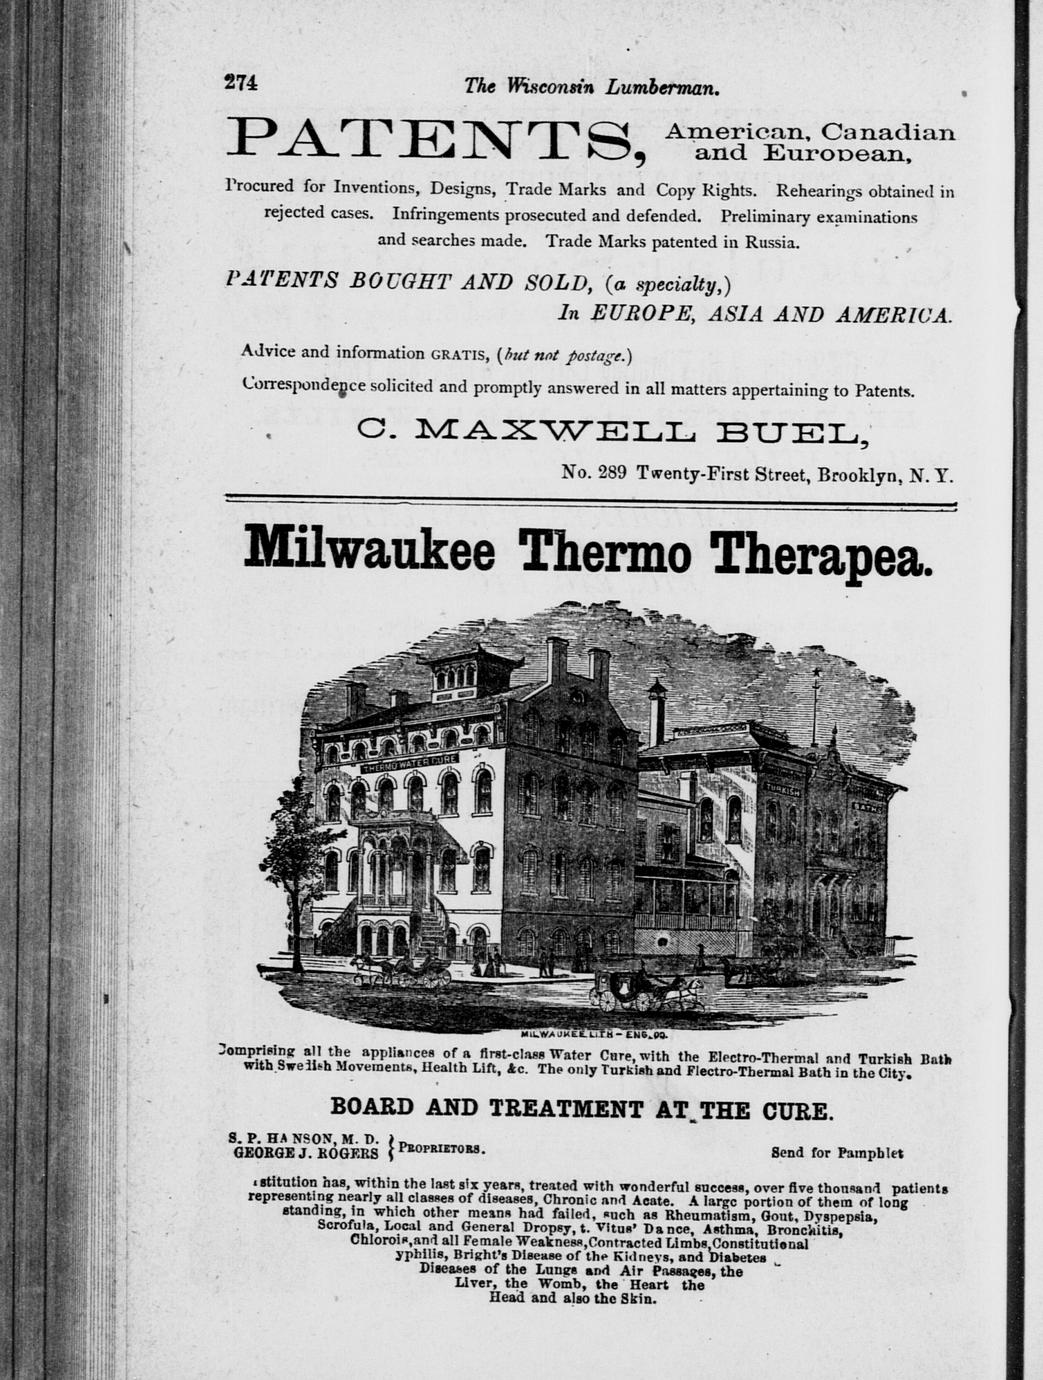 274
The Wisconsin Lumberman.
PATENTS,
American, Canadian
and European,
Procured for Inventions, Designs, Trade Marks and Copy Rights. Rehearings obtained in
rejected cases. Infringements prosecuted and defended. Preliminary examinations
and searches made. Trade Marks patented in Russia.
PATENTS BOUGHT AND SOLD, (a specialty,)
In EUROPE, ASIA AND AMERICA.
Advice and information GRATIS, (but not postage.)
Correspondence solicited and promptly answered in all matters appertaining to Patents.
C. MAXWELL BUEL,
No. 289 Twenty-First Street, Brooklyn, N. Y.
Milwaukee Thermo Therapea.
THERMO WATER CURE
TURKISH
BATHS
MILWAUKEE LITH - ENG. CO.
Comprising all the appliances of a first-class Water Cure, with the Electro-Thermal and Turkish Bath
with Swedish Movements, Health Lift, &c. The only Turkish and Electro-Thermal Bath in the City.
BOARD AND TREATMENT AT THE CURE.
S. P. HANSON, M. D.
GEORGE J. ROGERS } PROPRIETORS.
Send for Pamphlet
stitution has, within the last six years, treated with wonderful success, over five thousand patients
representing nearly all classes of diseases, Chronic and Acate. A large portion of them of long
standing, in which other means had failed, such as Rheumatism, Gout, Dyspepsia,
Scrofula, Local and General Dropsy, t. Vitus' Dance, Asthma, Bronchitis,
Chlorois, and all Female Weakness, Contracted Limbs, Constitutional
yphilis, Bright's Disease of the Kidneys, and Diabetes
Diseases of the Lungs and Air Passages, the
Liver, the Womb, the Heart the
Head and also the Skin.